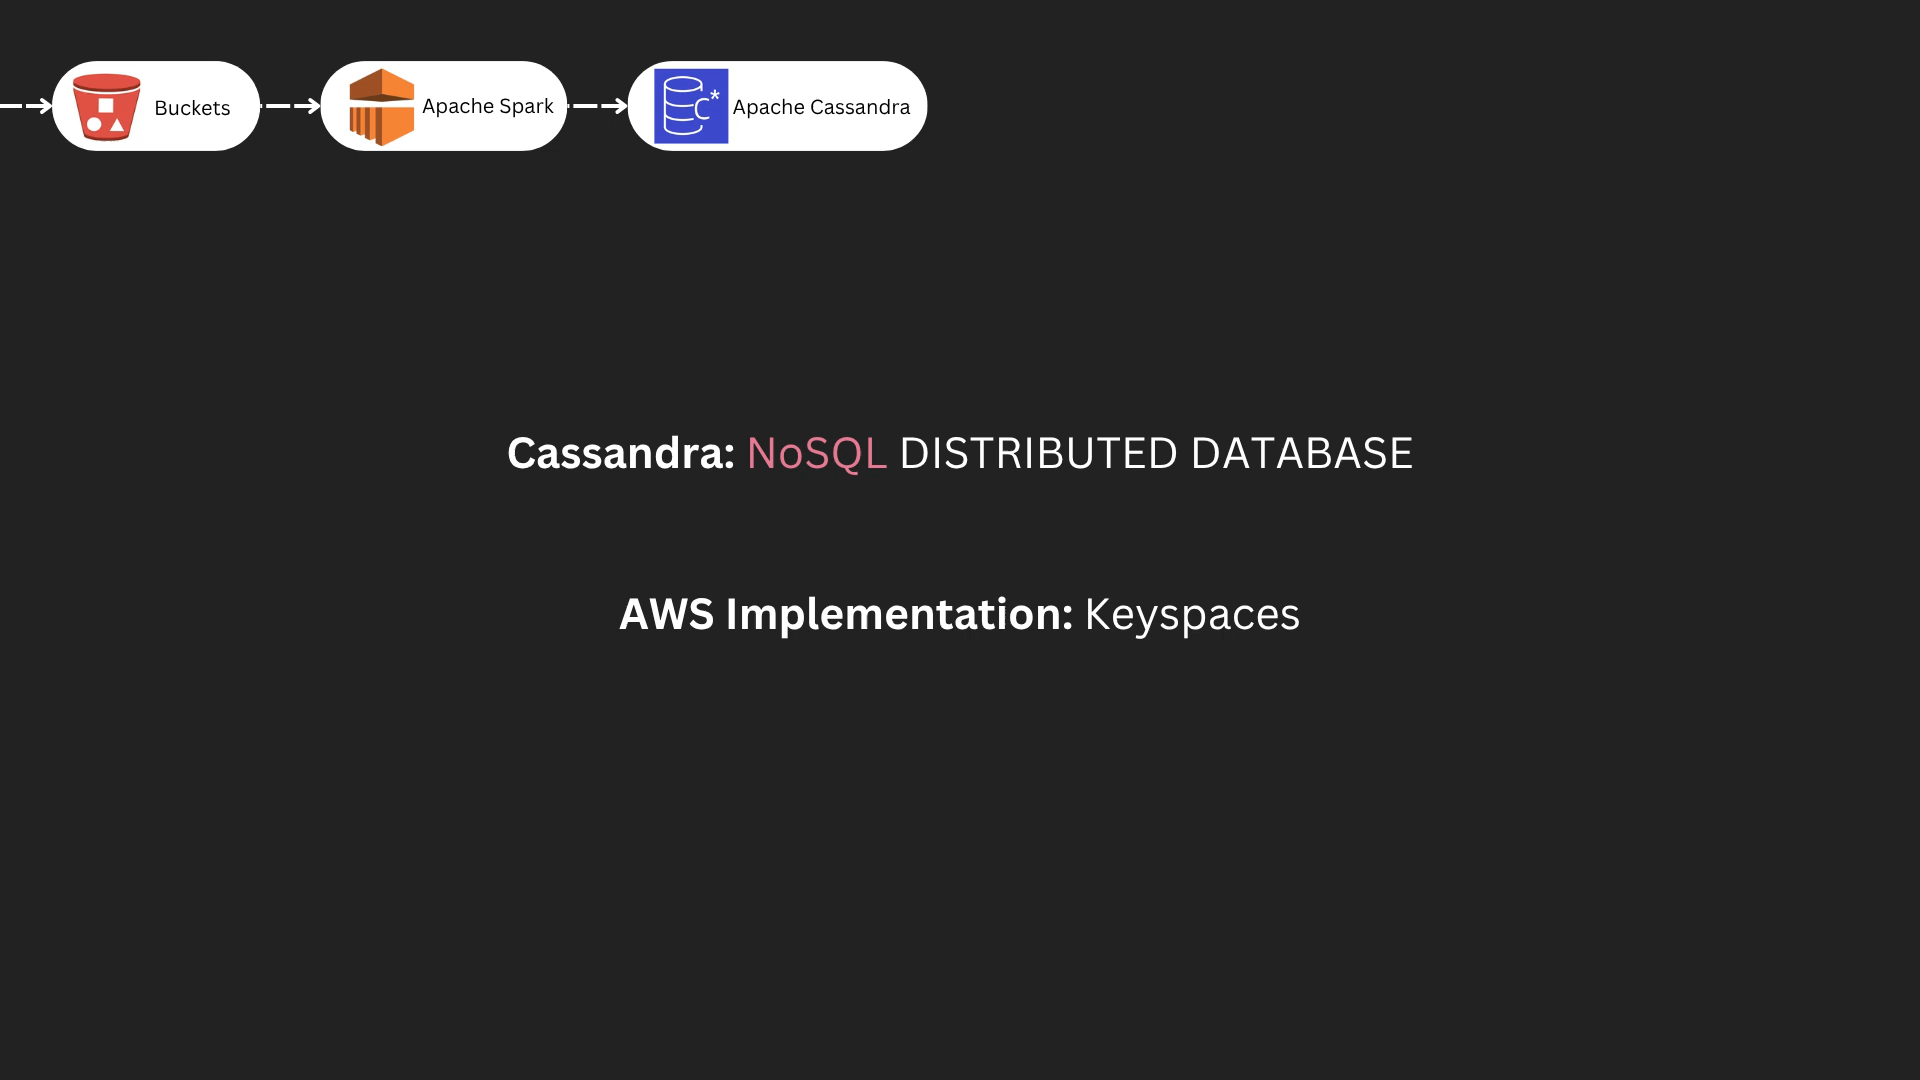 Buckets
Apache Spark
C*
Apache Cassandra
Cassandra: NoSQL DISTRIBUTED DATABASE
AWS Implementation: Keyspaces